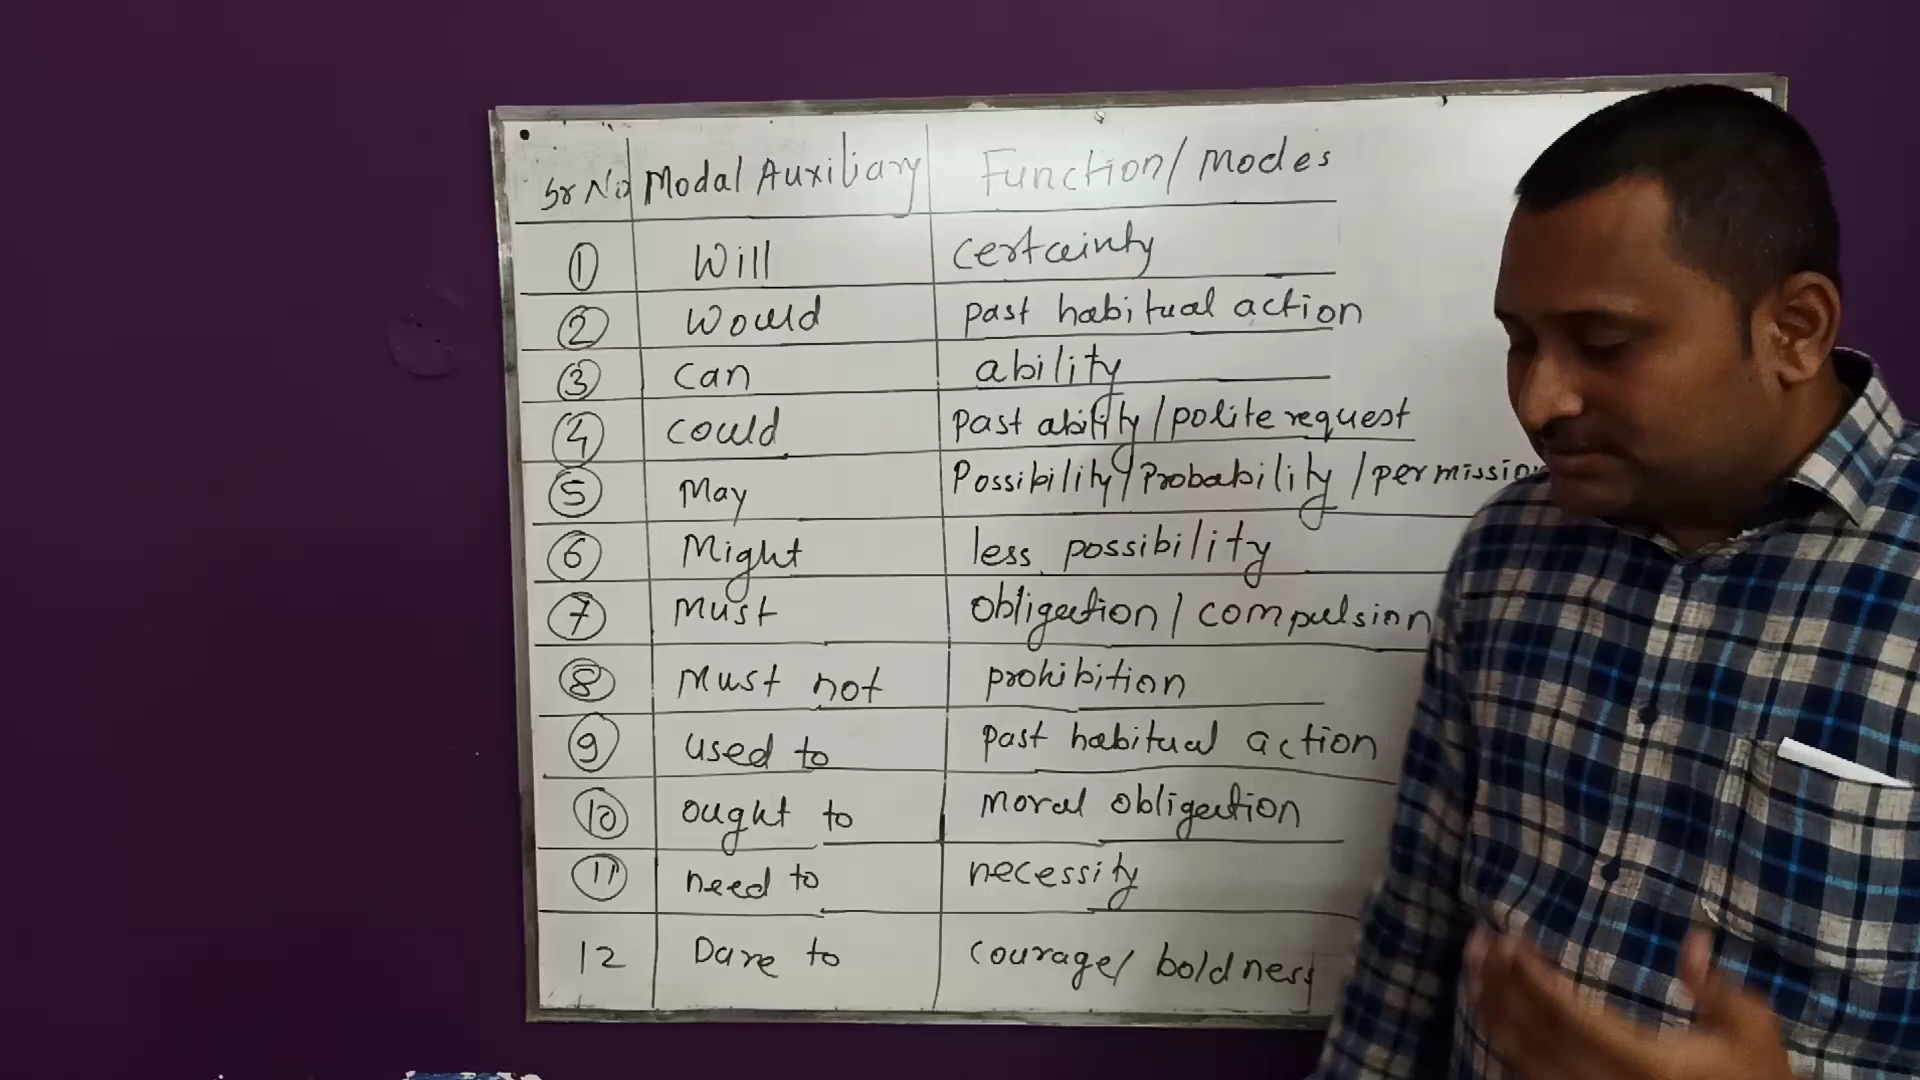 Sr No Modal Auxiliary Function/Modes
1 Will certainty
2 Would past habitual action
3 can ability
4 could past ability/polite request
5 May Possibility/Probability/permission
6 Might less possibility
7 Must obligation/compulsion
8 Must not prohibition
9 used to past habitual action
10 ought to moral obligation
11 need to necessity
12 Dare to courage/boldness